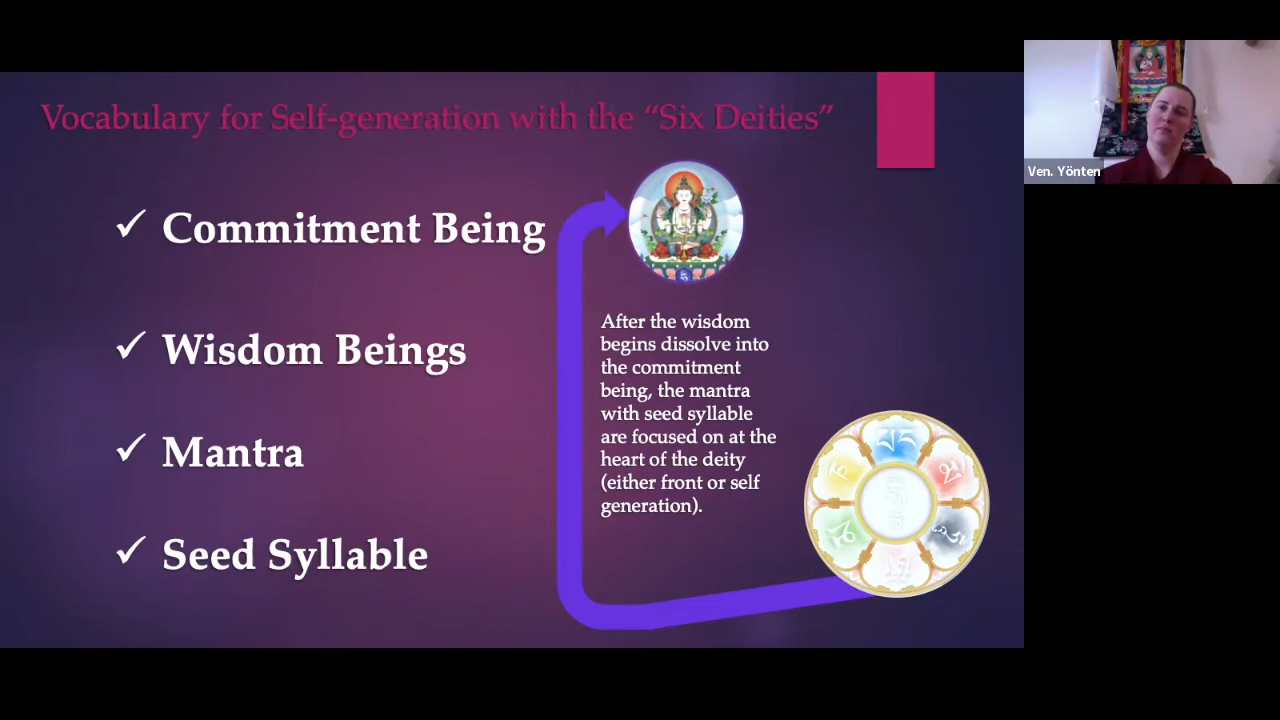 Vocabulary for Self-generation with the “Six Deities”
Commitment Being
Wisdom Beings
Mantra
Seed Syllable
After the wisdom
begins dissolve into
the commitment
being, the mantra
with seed syllable
are focused on at the
heart of the deity
(either front or self
generation).
Ven. Yönten